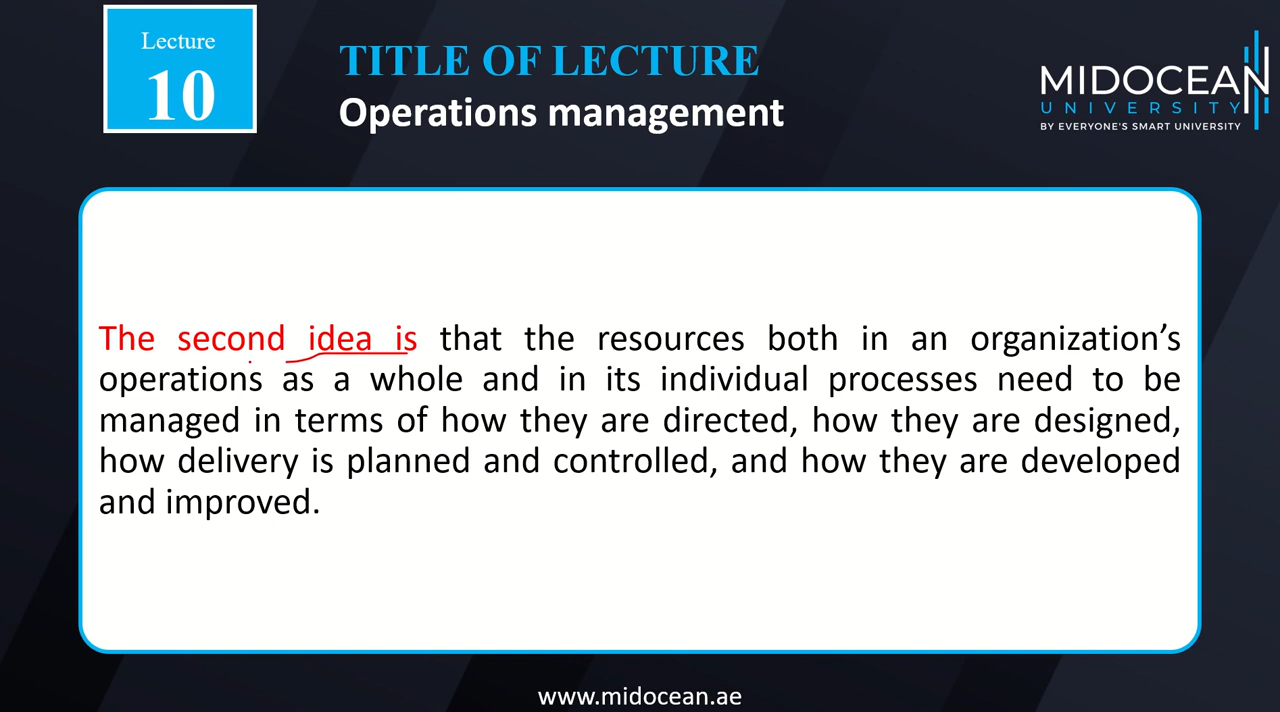 Lecture
10
TITLE OF LECTURE
Operations management
MIDOCEAN
UNIVERSITY
BY EVERYONE'S SMART UNIVERSITY
The second idea is that the resources both in an organization’s
operations as a whole and in its individual processes need to be
managed in terms of how they are directed, how they are designed,
how delivery is planned and controlled, and how they are developed
and improved.
www.midocean.ae